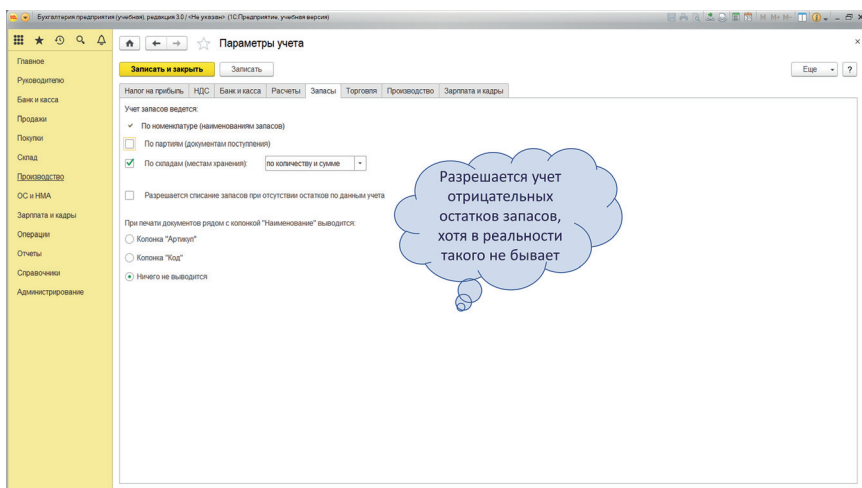 Бухгалтерия предприятия (учебная), редакция 3.0 / <Не указан> (1С:Предприятие, учебная версия)
M M+ M-
Параметры учета
Записать и закрыть
Записать
Еще
?
Налог на прибыль
НДС
Банк и касса
Расчеты
Запасы
Торговля
Производство
Зарплата и кадры
Главное
Руководителю
Банк и касса
Продажи
Покупки
Склад
Производство
ОС и НМА
Зарплата и кадры
Операции
Отчеты
Справочники
Администрирование
Учет запасов ведется:
По номенклатуре (наименованиям запасов)
По партиям (документам поступления)
По складам (местам хранения):
по количеству и сумме
Разрешается списание запасов при отсутствии остатков по данным учета
При печати документов рядом с колонкой "Наименование" выводится:
Колонка "Артикул"
Колонка "Код"
Ничего не выводится
Разрешается учет
отрицательных
остатков запасов,
хотя в реальности
такого не бывает